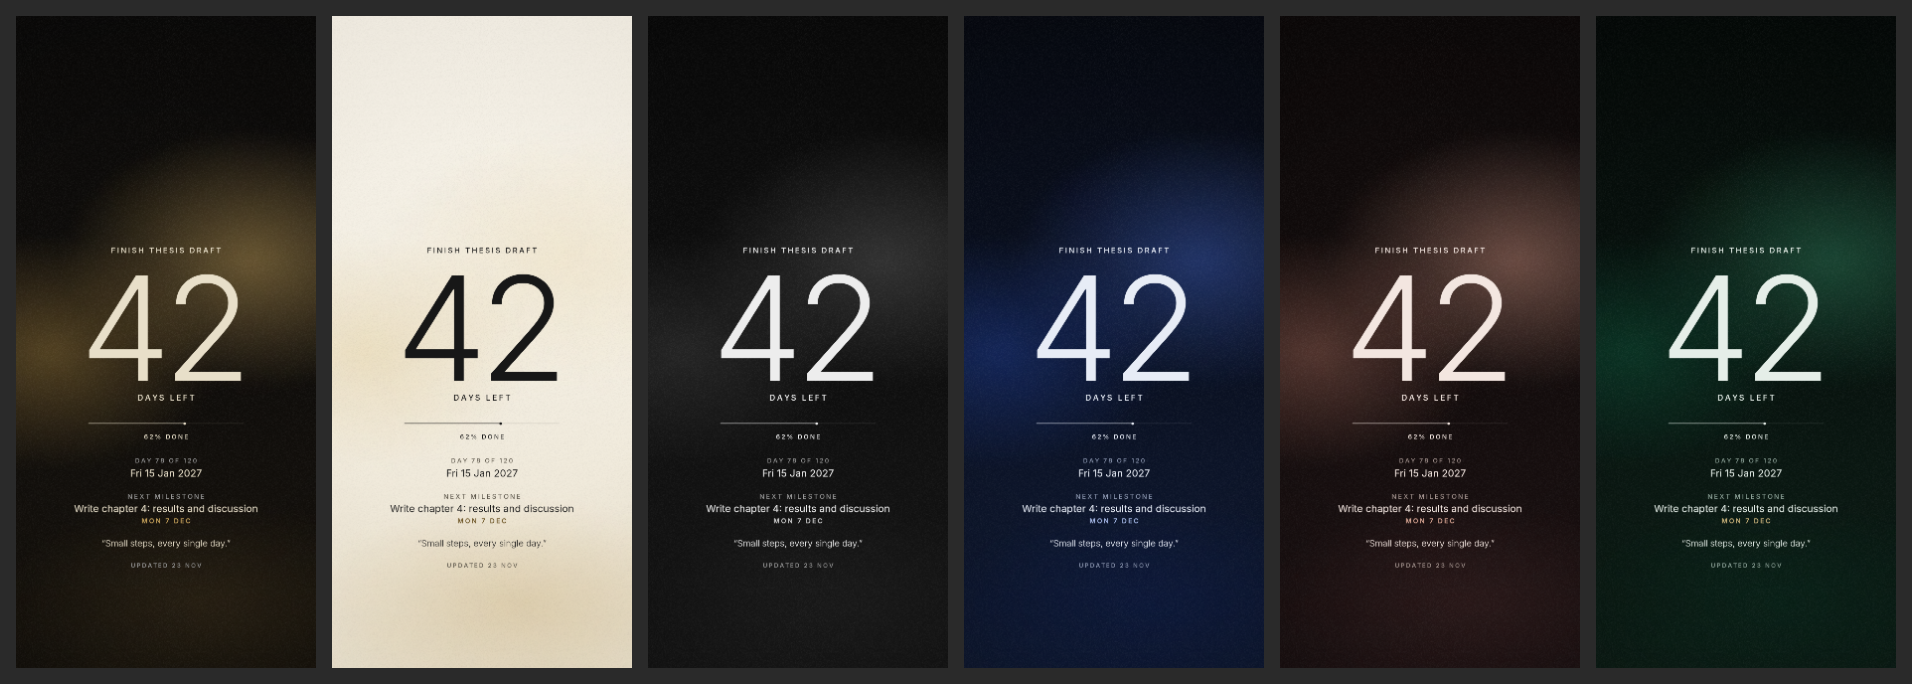 FINISH THESIS DRAFT
42
DAYS LEFT
62% DONE
DAY 79 OF 120
Fri 15 Jan 2027
NEXT MILESTONE
Write chapter 4: results and discussion
MON 7 DEC
"Small steps, every single day."
UPDATED 23 NOV
FINISH THESIS DRAFT
42
DAYS LEFT
62% DONE
DAY 79 OF 120
Fri 15 Jan 2027
NEXT MILESTONE
Write chapter 4: results and discussion
MON 7 DEC
"Small steps, every single day."
UPDATED 23 NOV
FINISH THESIS DRAFT
42
DAYS LEFT
62% DONE
DAY 79 OF 120
Fri 15 Jan 2027
NEXT MILESTONE
Write chapter 4: results and discussion
MON 7 DEC
"Small steps, every single day."
UPDATED 23 NOV
FINISH THESIS DRAFT
42
DAYS LEFT
62% DONE
DAY 79 OF 120
Fri 15 Jan 2027
NEXT MILESTONE
Write chapter 4: results and discussion
MON 7 DEC
"Small steps, every single day."
UPDATED 23 NOV
FINISH THESIS DRAFT
42
DAYS LEFT
62% DONE
DAY 79 OF 120
Fri 15 Jan 2027
NEXT MILESTONE
Write chapter 4: results and discussion
MON 7 DEC
"Small steps, every single day."
UPDATED 23 NOV
FINISH THESIS DRAFT
42
DAYS LEFT
62% DONE
DAY 79 OF 120
Fri 15 Jan 2027
NEXT MILESTONE
Write chapter 4: results and discussion
MON 7 DEC
"Small steps, every single day."
UPDATED 23 NOV